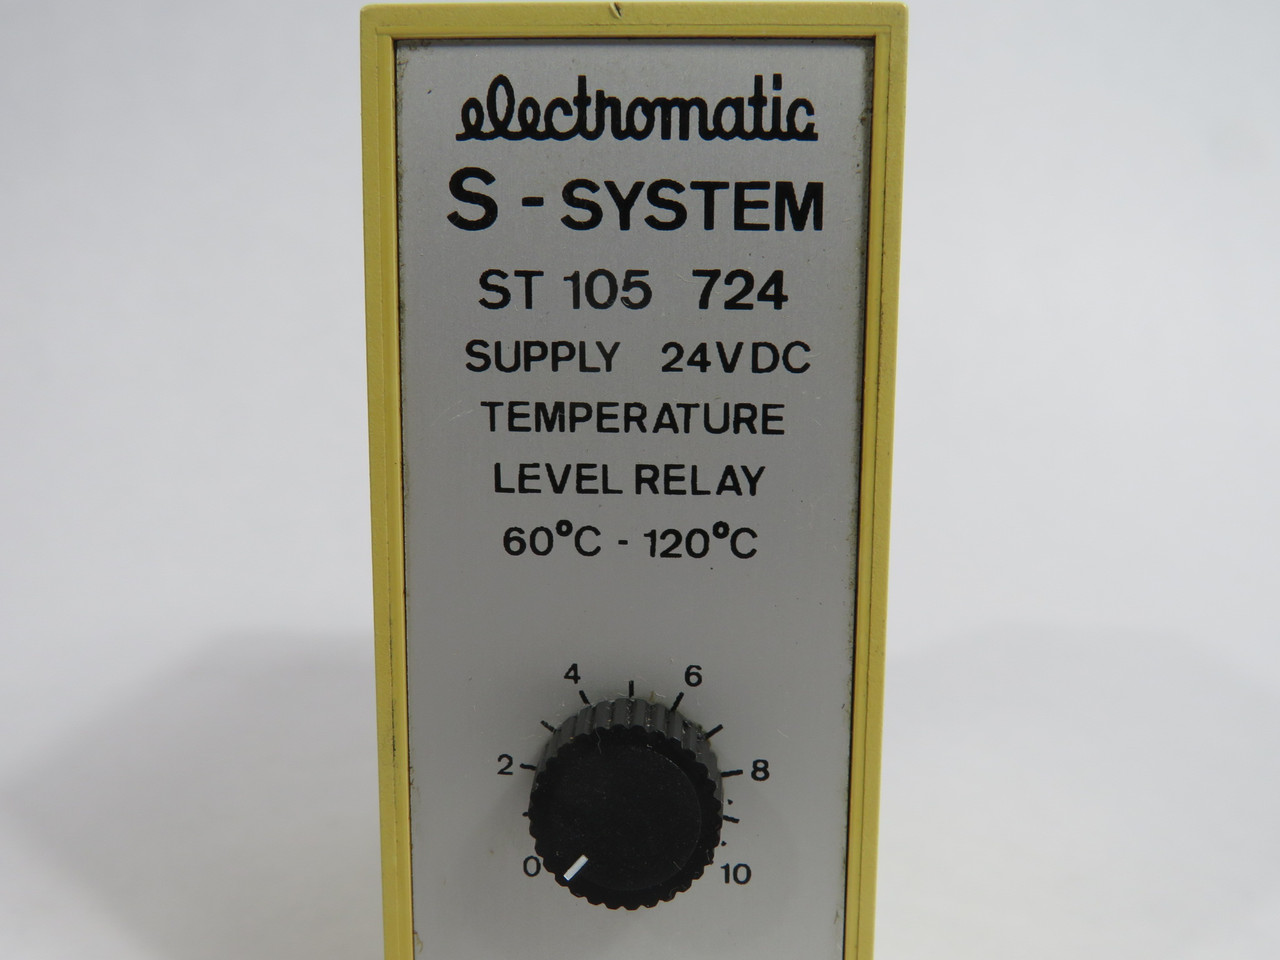 electromatic
S - SYSTEM
ST 105 724
SUPPLY 24VDC
TEMPERATURE
LEVEL RELAY
60°C - 120°C
4 6
2 8
0 10